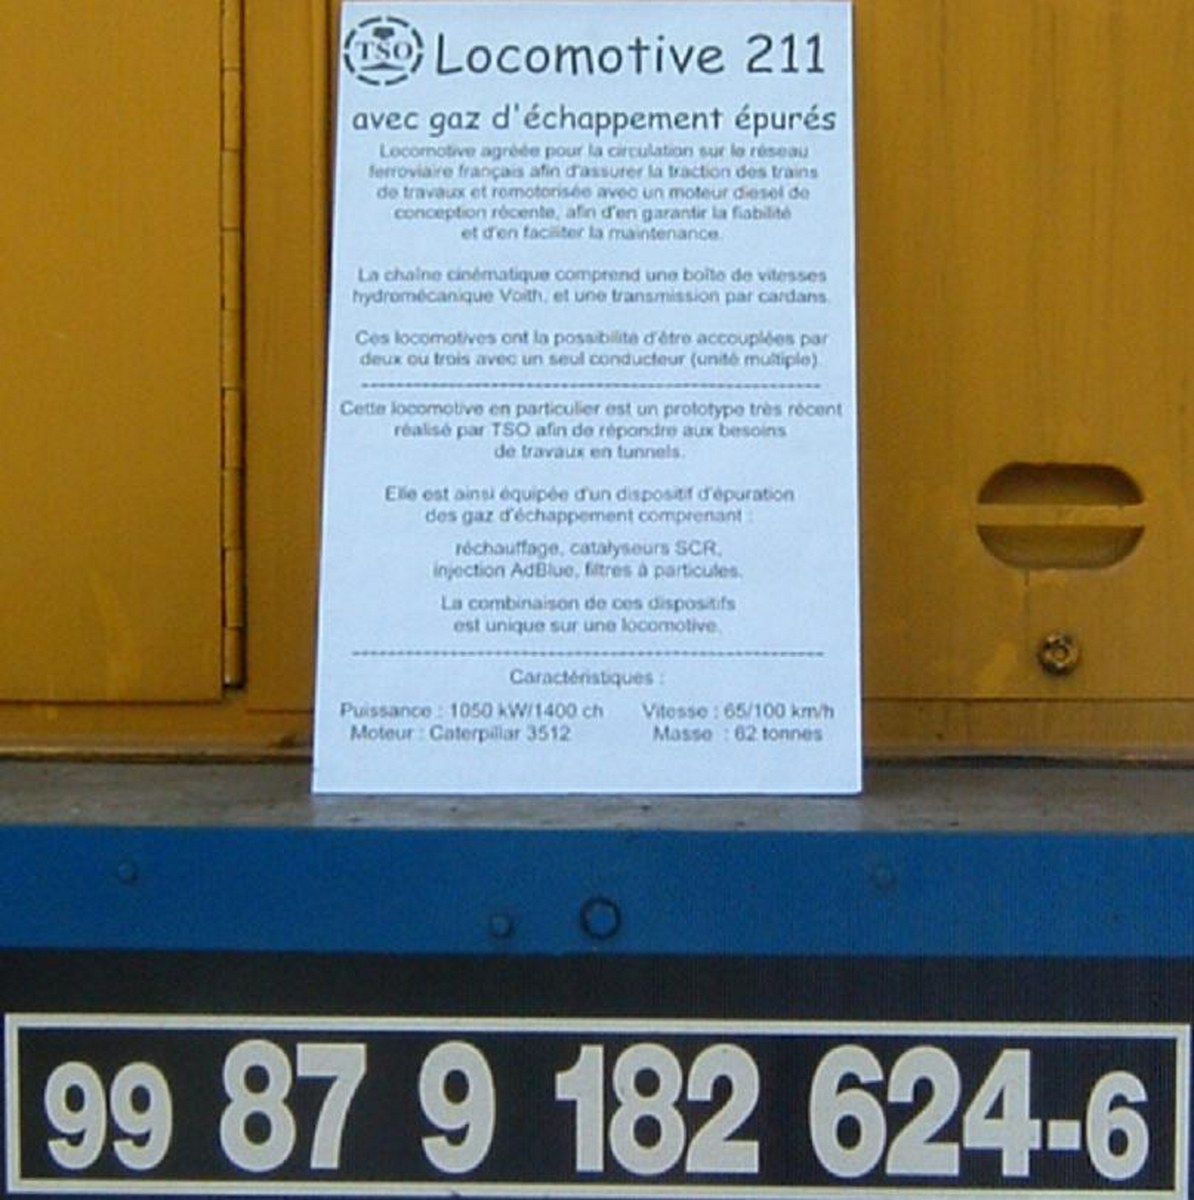 TSO
Locomotive 211
avec gaz d'échappement épurés
Locomotive agréée pour la circulation sur le réseau
ferroviaire français afin d'assurer la traction des trains
de travaux et remotorisée avec un moteur diesel de
conception récente, afin d'en garantir la fiabilité
et d'en faciliter la maintenance.
La chaîne cinématique comprend une boîte de vitesses
hydromécanique Voith, et une transmission par cardans.
Ces locomotives ont la possibilité d'être accouplées par
deux ou trois avec un seul conducteur (unité multiple).
Cette locomotive en particulier est un prototype très récent
réalisé par TSO afin de répondre aux besoins
de travaux en tunnels.
Elle est ainsi équipée d'un dispositif d'épuration
des gaz d'échappement comprenant :
réchauffage, catalyseurs SCR,
injection AdBlue, filtres à particules.
La combinaison de ces dispositifs
est unique sur une locomotive.
Caractéristiques :
Puissance : 1050 kW/1400 ch Vitesse : 65/100 km/h
Moteur : Caterpillar 3512 Masse : 62 tonnes
99 87 9 182 624-6